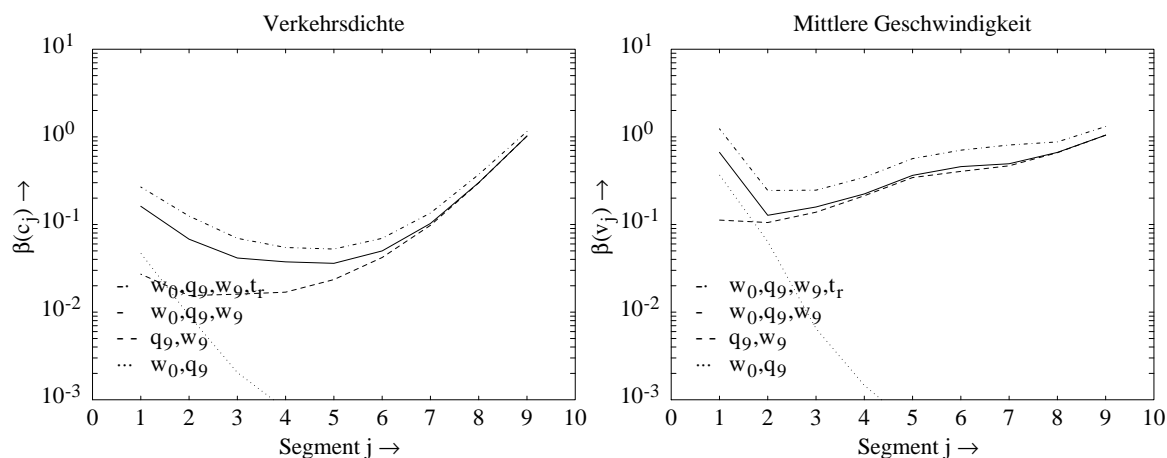 Verkehrsdichte
β(c_j) →
10^1
10^0
10^-1
10^-2
10^-3
w_0,q_9,w_9,t_r
w_0,q_9,w_9
q_9,w_9
w_0,q_9
0 1 2 3 4 5 6 7 8 9 10
Segment j →
Mittlere Geschwindigkeit
β(v_j) →
10^1
10^0
10^-1
10^-2
10^-3
w_0,q_9,w_9,t_r
w_0,q_9,w_9
q_9,w_9
w_0,q_9
0 1 2 3 4 5 6 7 8 9 10
Segment j →